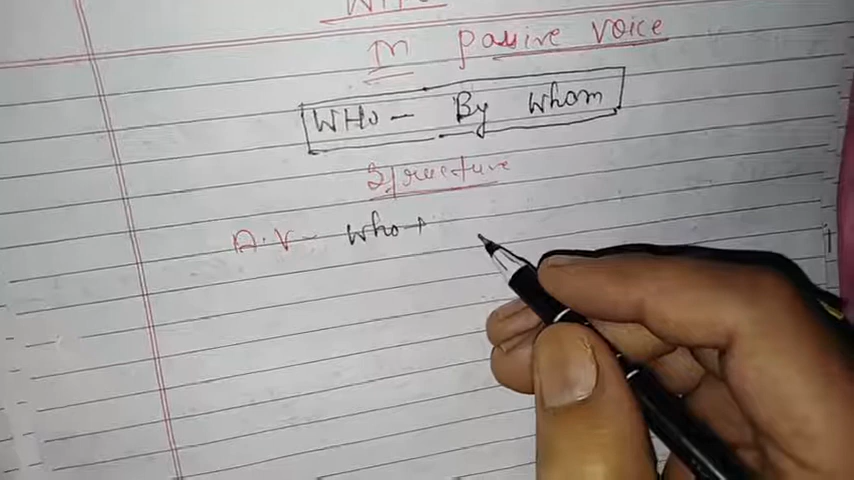 In passive voice
WHO - By whom
Structure
A.V - Who +